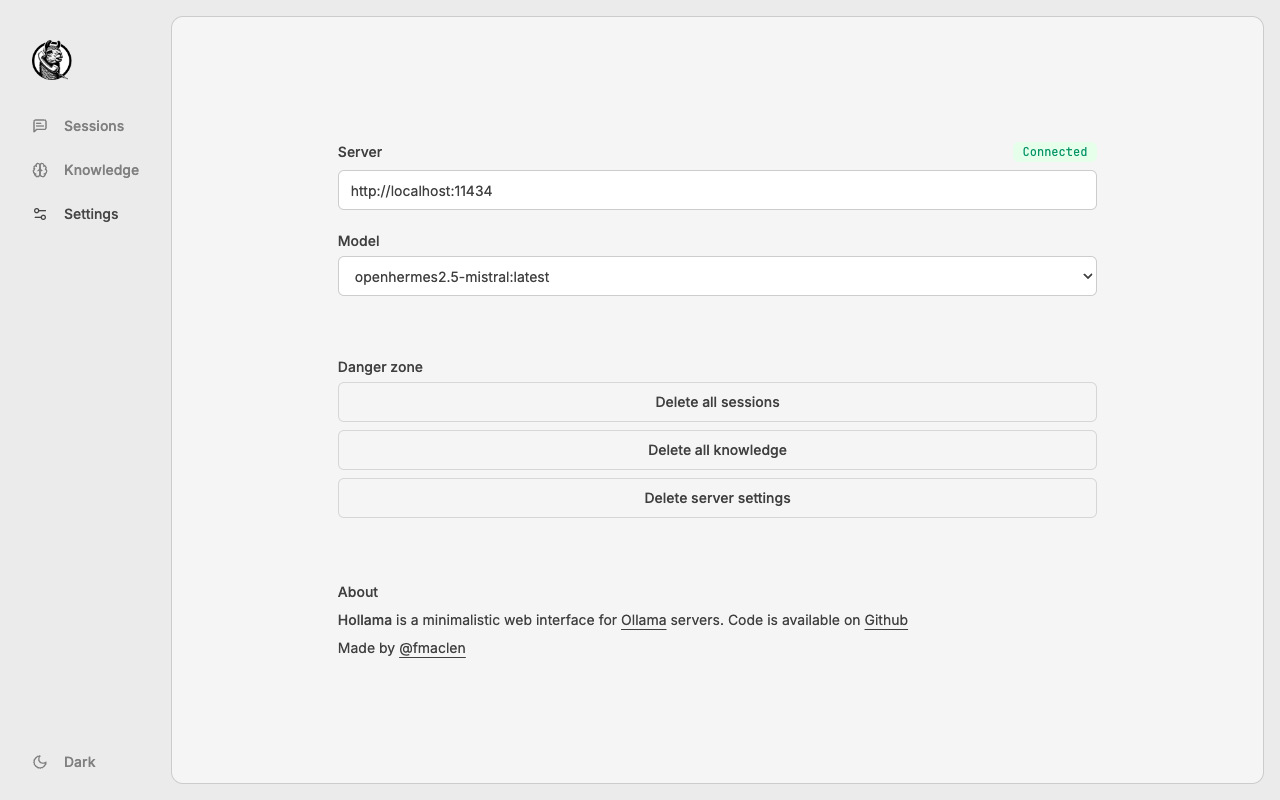 Sessions
Knowledge
Settings
Dark
Server
Connected
http://localhost:11434
Model
openhermes2.5-mistral:latest
Danger zone
Delete all sessions
Delete all knowledge
Delete server settings
About
Hollama is a minimalistic web interface for Ollama servers. Code is available on Github
Made by @fmaclen